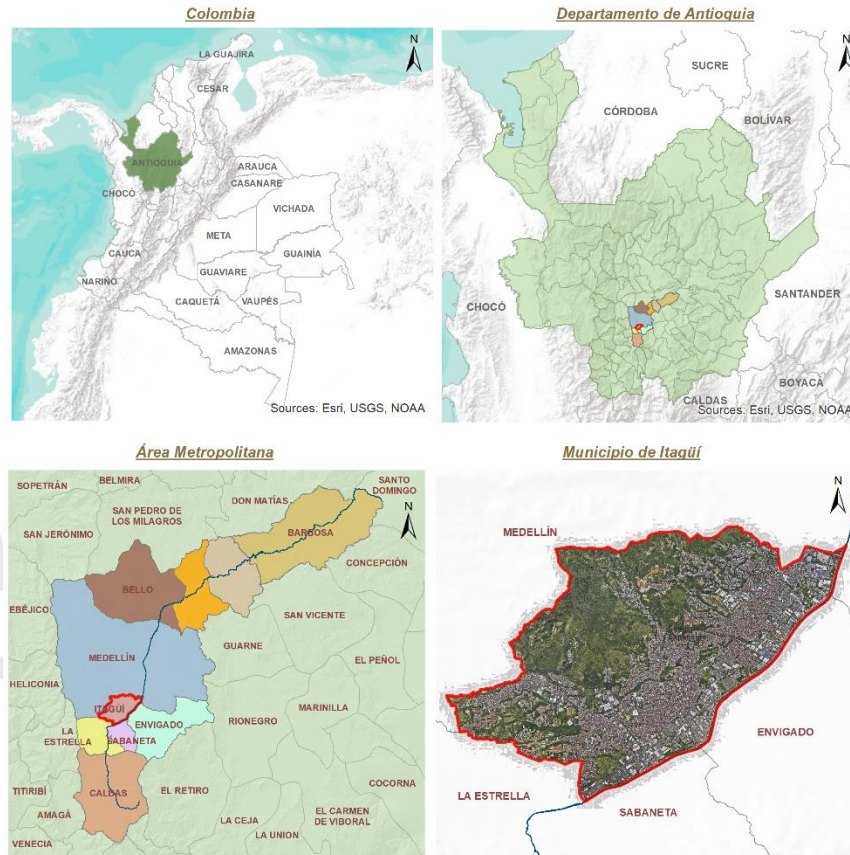 Colombia
N
LA GUAJIRA
CESAR
ANTIOQUIA
ARAUCA
CASANARE
CHOCÓ
VICHADA
META
CAUCA
GUAINÍA
GUAVIARE
NARIÑO
CAQUETÁ
VAUPÉS
AMAZONAS
Sources: Esri, USGS, NOAA
Departamento de Antioquia
N
SUCRE
CÓRDOBA
BOLÍVAR
SANTANDER
CHOCÓ
BOYACA
CALDAS
Sources: Esri, USGS, NOAA
Área Metropolitana
N
SOPETRÁN
BELMIRA
SANTO
DOMINGO
DON MATÍAS
SAN PEDRO DE
LOS MILAGROS
SAN JERÓNIMO
BARBOSA
CONCEPCIÓN
BELLO
EBÉJICO
SAN VICENTE
GUARNE
MEDELLÍN
EL PEÑOL
HELICONIA
ITAGÜÍ
MARINILLA
RIONEGRO
ENVIGADO
LA
ESTRELLA
SABANETA
COCORNA
TITIRIBÍ
CALDAS
EL RETIRO
AMAGÁ
EL CARMEN
DE VIBORAL
LA CEJA
LA UNION
VENECIA
Municipio de Itagüí
N
MEDELLÍN
ENVIGADO
LA ESTRELLA
SABANETA